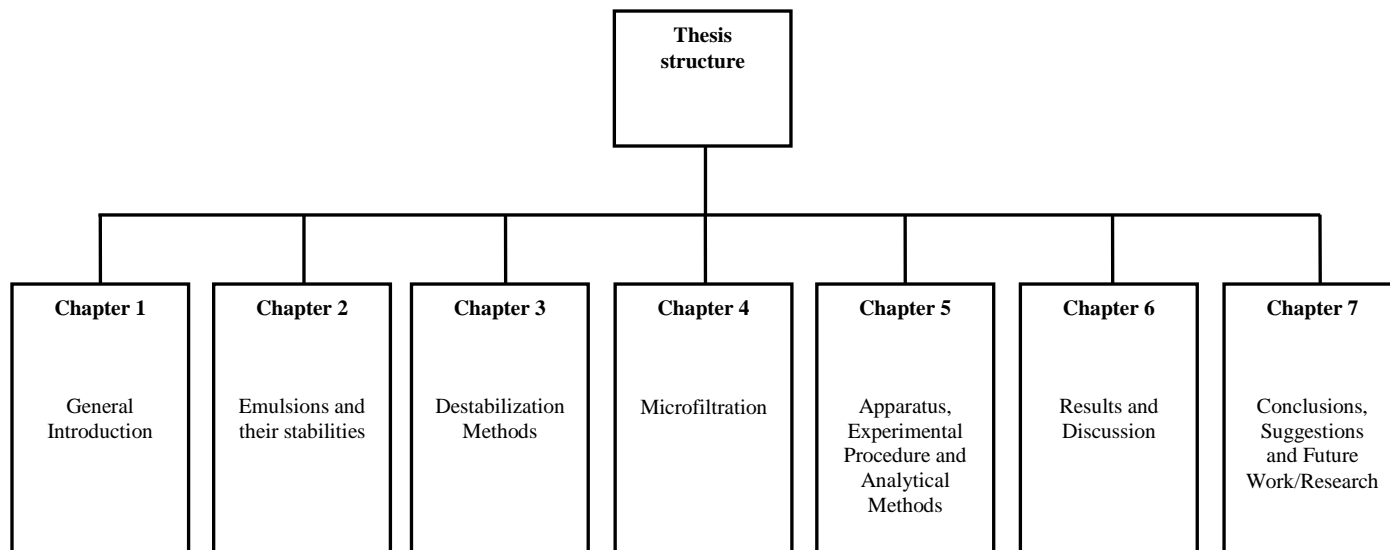 Thesis
structure
Chapter 1
General
Introduction
Chapter 2
Emulsions and
their stabilities
Chapter 3
Destabilization
Methods
Chapter 4
Microfiltration
Chapter 5
Apparatus,
Experimental
Procedure and
Analytical
Methods
Chapter 6
Results and
Discussion
Chapter 7
Conclusions,
Suggestions
and Future
Work/Research